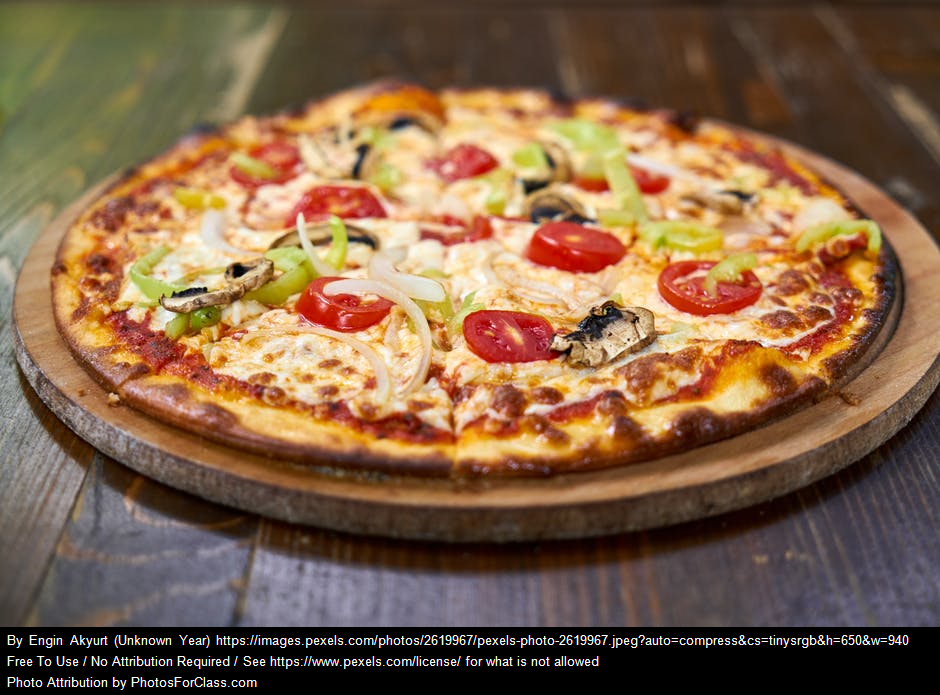 By Engin Akyurt (Unknown Year) https://images.pexels.com/photos/2619967/pexels-photo-2619967.jpeg?auto=compress&cs=tinysrgb&h=650&w=940
Free To Use / No Attribution Required / See https://www.pexels.com/license/ for what is not allowed
Photo Attribution by PhotosForClass.com